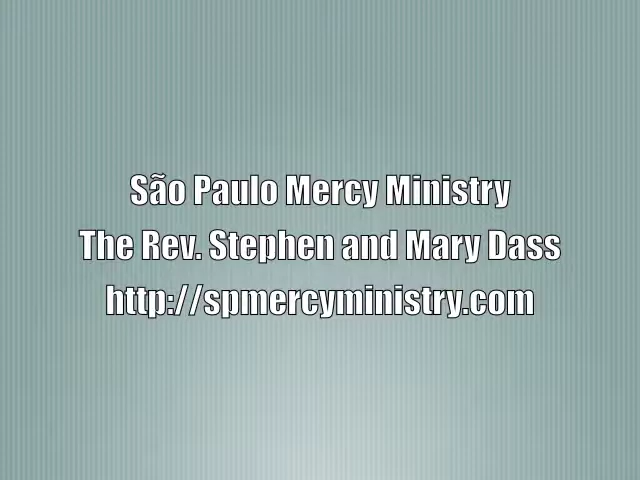 São Paulo Mercy Ministry
The Rev. Stephen and Mary Dass
http://spmercyministry.com